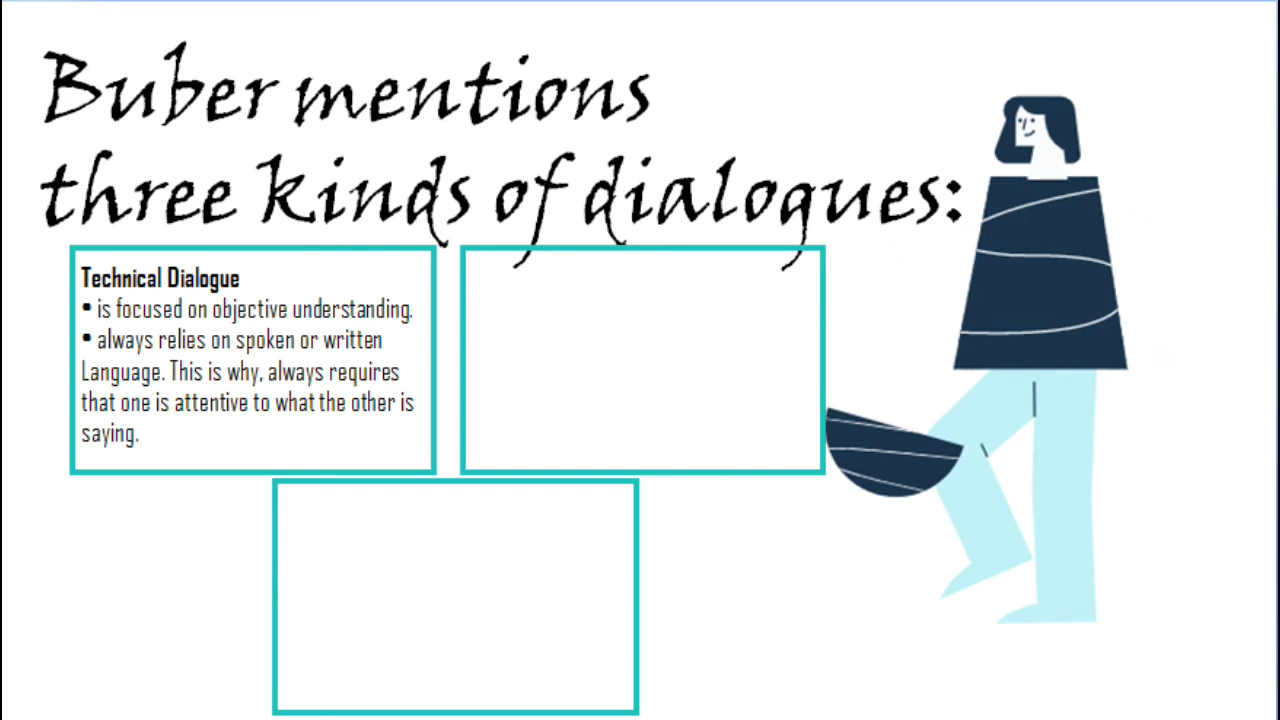 Buber mentions
three kinds of dialogues:
Technical Dialogue
• is focused on objective understanding.
• always relies on spoken or written
Language. This is why, always requires
that one is attentive to what the other is
saying.